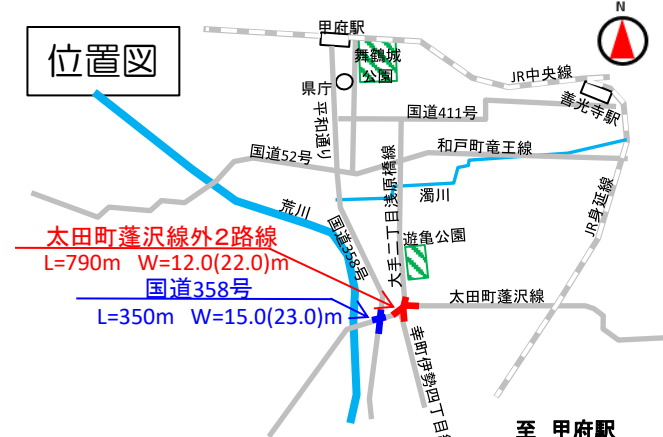 N
位置図
甲府駅
舞鶴城
公園
県庁
JR中央線
善光寺駅
国道411号
平和通り
国道52号
和戸町竜王線
大手二丁目浅原橋線
濁川
荒川
JR身延線
国道358号
遊亀公園
太田町蓬沢線外2路線
L=790m W=12.0(22.0)m
国道358号
L=350m W=15.0(23.0)m
太田町蓬沢線
幸町伊勢四丁目線
至 甲府駅